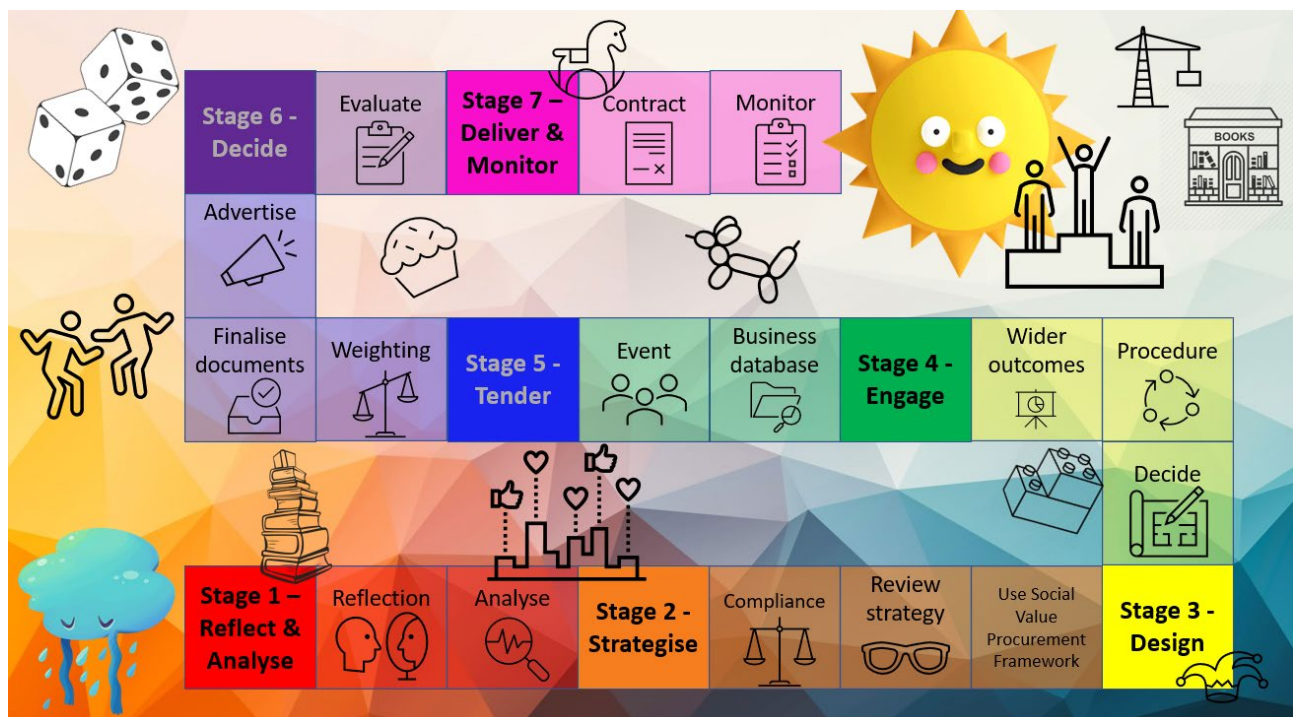 Stage 6 -
Decide
Evaluate
Stage 7 –
Deliver &
Monitor
Contract
Monitor
BOOKS
Advertise
Finalise
documents
Weighting
Stage 5 -
Tender
Event
Business
database
Stage 4 -
Engage
Wider
outcomes
Procedure
Decide
Stage 1 –
Reflect &
Analyse
Reflection
Analyse
Stage 2 -
Strategise
Compliance
Review
strategy
Use Social
Value
Procurement
Framework
Stage 3 -
Design